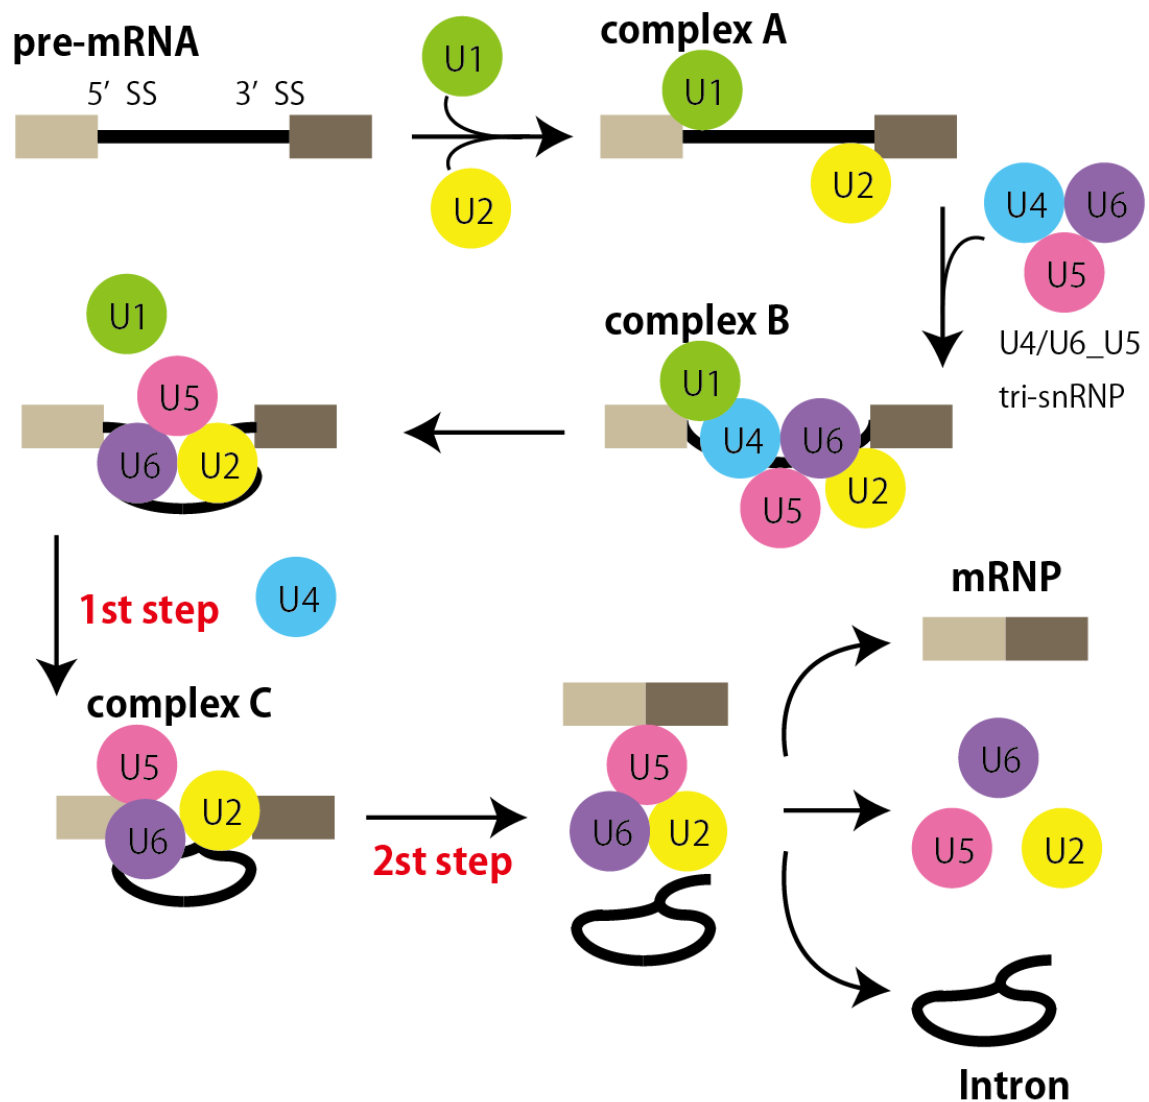 pre-mRNA
5’ SS
3’ SS
U1
U2
complex A
U1
U2
U4
U6
U5
U4/U6_U5
tri-snRNP
complex B
U1
U4
U6
U5
U2
U1
U5
U6
U2
1st step
U4
complex C
U5
U2
U6
2st step
U5
U6
U2
mRNP
U6
U5
U2
Intron